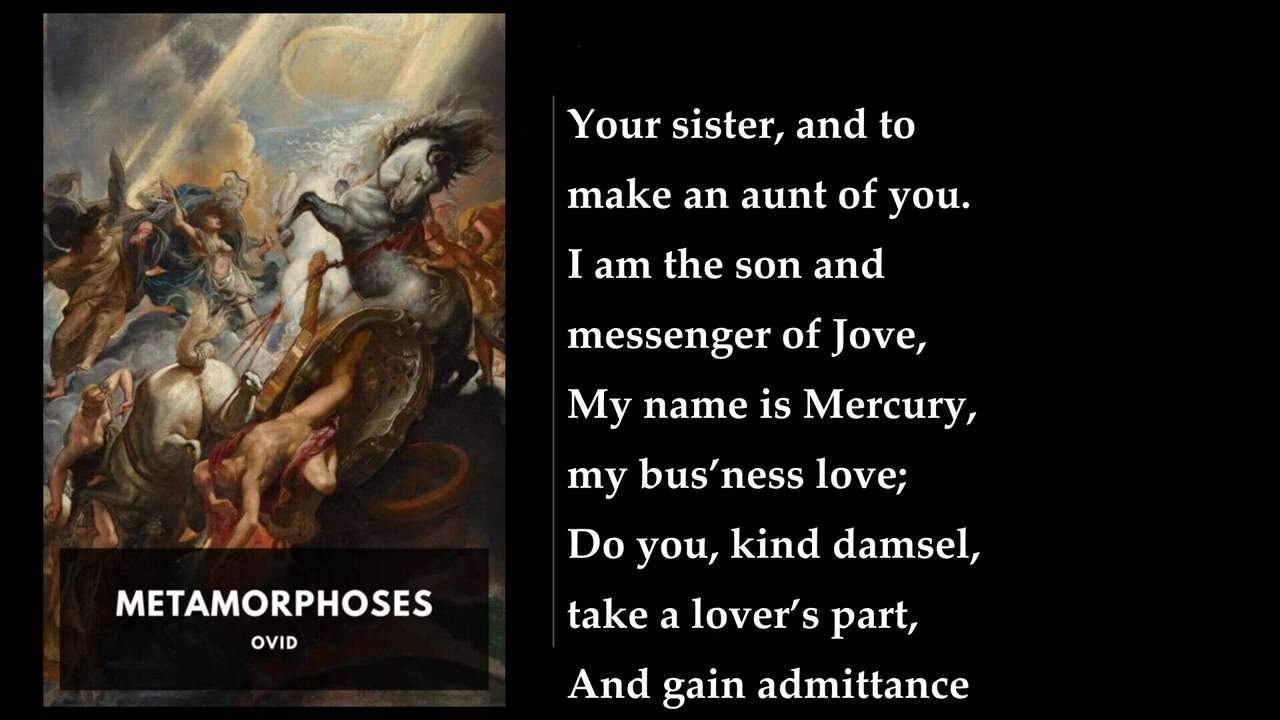 METAMORPHOSES
OVID
Your sister, and to
make an aunt of you.
I am the son and
messenger of Jove,
My name is Mercury,
my bus’ness love;
Do you, kind damsel,
take a lover’s part,
And gain admittance